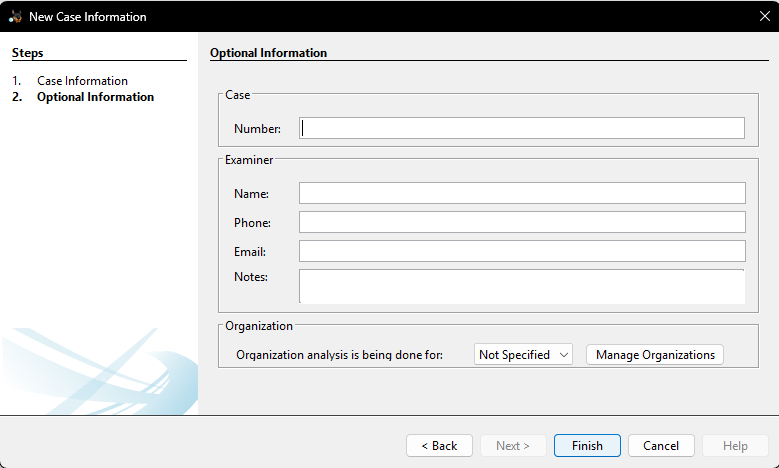 New Case Information
Steps
1. Case Information
2. Optional Information
Optional Information
Case
Number:
Examiner
Name:
Phone:
Email:
Notes:
Organization
Organization analysis is being done for: Not Specified Manage Organizations
< Back Next > Finish Cancel Help